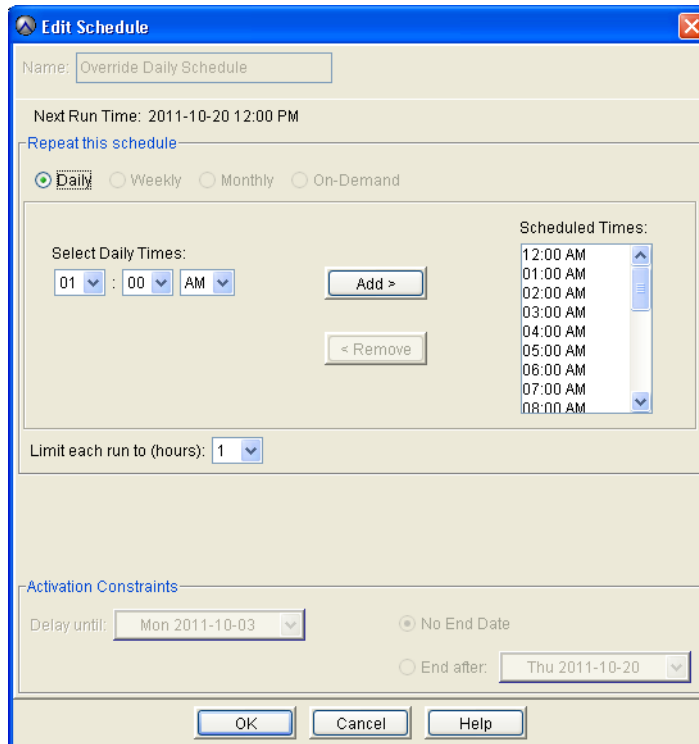 Edit Schedule
Name: Override Daily Schedule
Next Run Time: 2011-10-20 12:00 PM
Repeat this schedule
Daily Weekly Monthly On-Demand
Scheduled Times:
Select Daily Times:
01 : 00 AM
Add >
< Remove
12:00 AM
01:00 AM
02:00 AM
03:00 AM
04:00 AM
05:00 AM
06:00 AM
07:00 AM
08:00 AM
Limit each run to (hours): 1
Activation Constraints
Delay until: Mon 2011-10-03
No End Date
End after: Thu 2011-10-20
OK Cancel Help